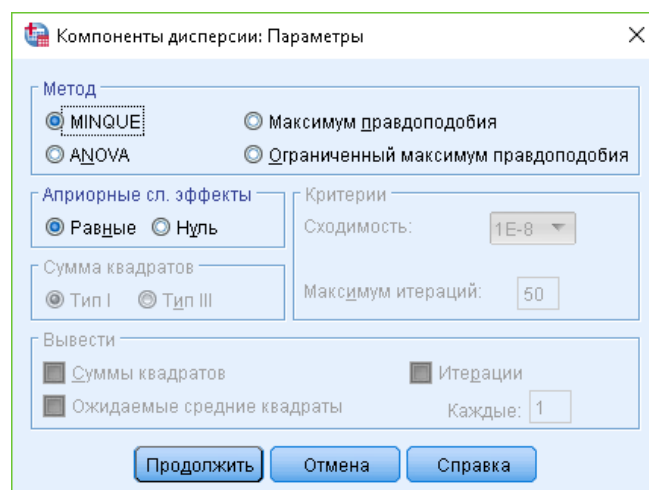 Компоненты дисперсии: Параметры
Метод
MINQUE
Максимум правдоподобия
ANOVA
Ограниченный максимум правдоподобия
Априорные сл. эффекты
Равные Нуль
Критерии
Сходимость: 1E-8
Сумма квадратов
Тип I Тип III
Максимум итераций: 50
Вывести
Суммы квадратов
Итерации
Ожидаемые средние квадраты
Каждые: 1
Продолжить Отмена Справка